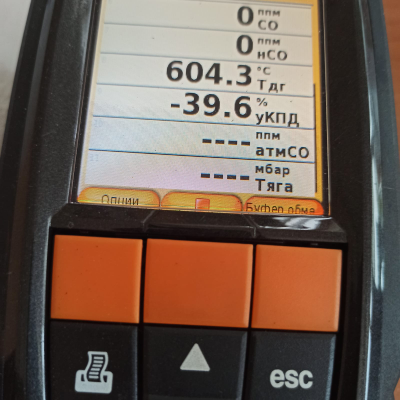 0 ппм CO
0 ппм нCO
604.3 °C Tдг
-39.6 % уКПД
---- ппм атмCO
---- мбар Тяга
Опции Буфер обме
esc